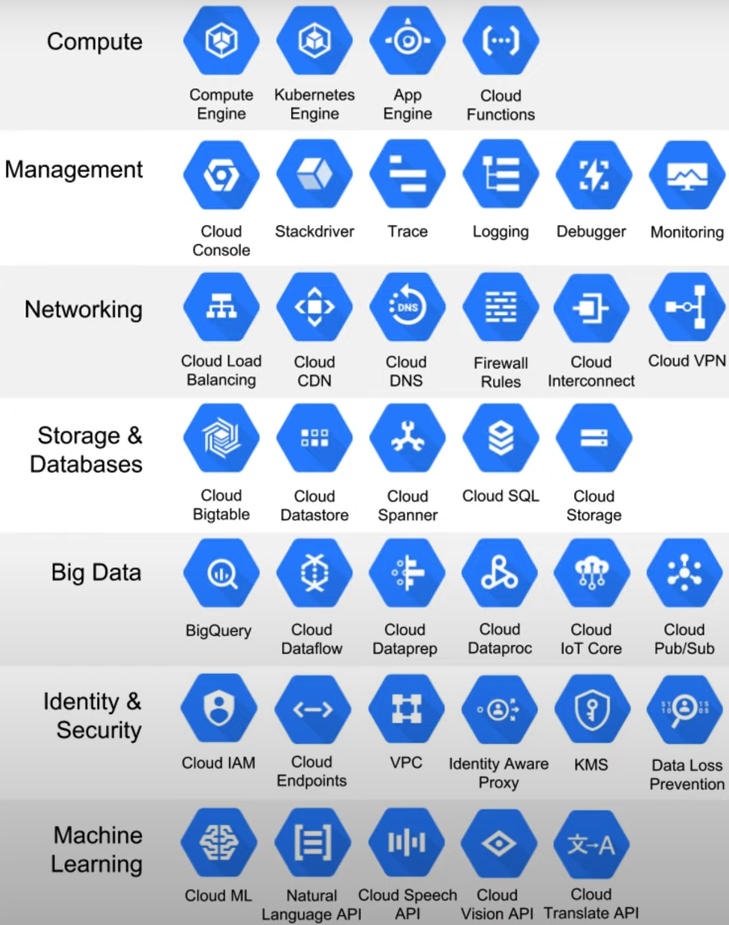 Compute
Compute
Engine
Kubernetes
Engine
App
Engine
Cloud
Functions
Management
Cloud
Console
Stackdriver
Trace
Logging
Debugger
Monitoring
Networking
DNS
Cloud Load
Balancing
Cloud
CDN
Cloud
DNS
Firewall
Rules
Cloud
Interconnect
Cloud VPN
Storage &
Databases
Cloud
Bigtable
Cloud
Datastore
Cloud
Spanner
Cloud SQL
Cloud
Storage
Big Data
BigQuery
Cloud
Dataflow
Cloud
Dataprep
Cloud
Dataproc
Cloud
IoT Core
Cloud
Pub/Sub
Identity &
Security
Cloud IAM
Cloud
Endpoints
VPC
Identity Aware
Proxy
KMS
Data Loss
Prevention
Machine
Learning
文→A
Cloud ML
Natural
Language API
Cloud Speech
API
Cloud
Vision API
Cloud
Translate API